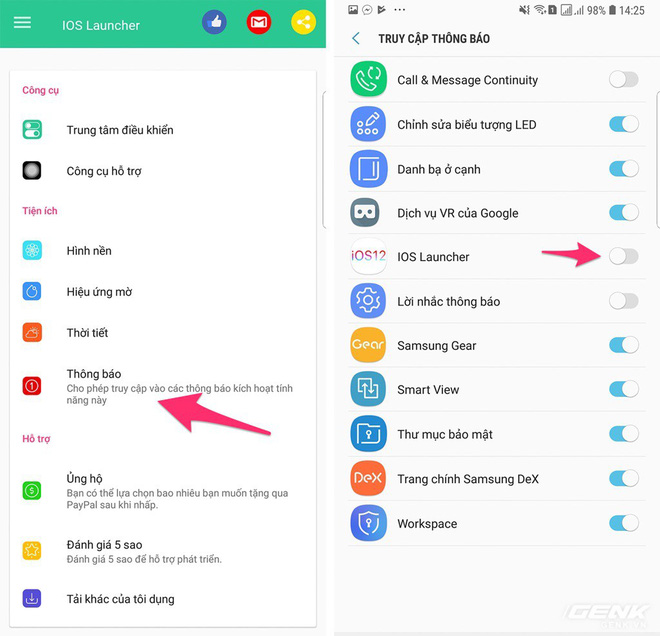 IOS Launcher
Công cụ
Trung tâm điều khiển
Công cụ hỗ trợ
Tiện ích
Hình nền
Hiệu ứng mờ
Thời tiết
Thông báo
Cho phép truy cập vào các thông báo kích hoạt tính
năng này
Hỗ trợ
Ủng hộ
Bạn có thể lựa chọn bao nhiêu bạn muốn tặng qua
PayPal sau khi nhấp.
Đánh giá 5 sao
Đánh giá 5 sao để hỗ trợ phát triển.
Tải khác của tôi dụng
98% 14:25
TRUY CẬP THÔNG BÁO
Call & Message Continuity
Chỉnh sửa biểu tượng LED
Danh bạ ở cạnh
Dịch vụ VR của Google
iOS12
IOS Launcher
Lời nhắc thông báo
Gear
Samsung Gear
Smart View
Thư mục bảo mật
DeX
Trang chính Samsung DeX
Workspace
GENK